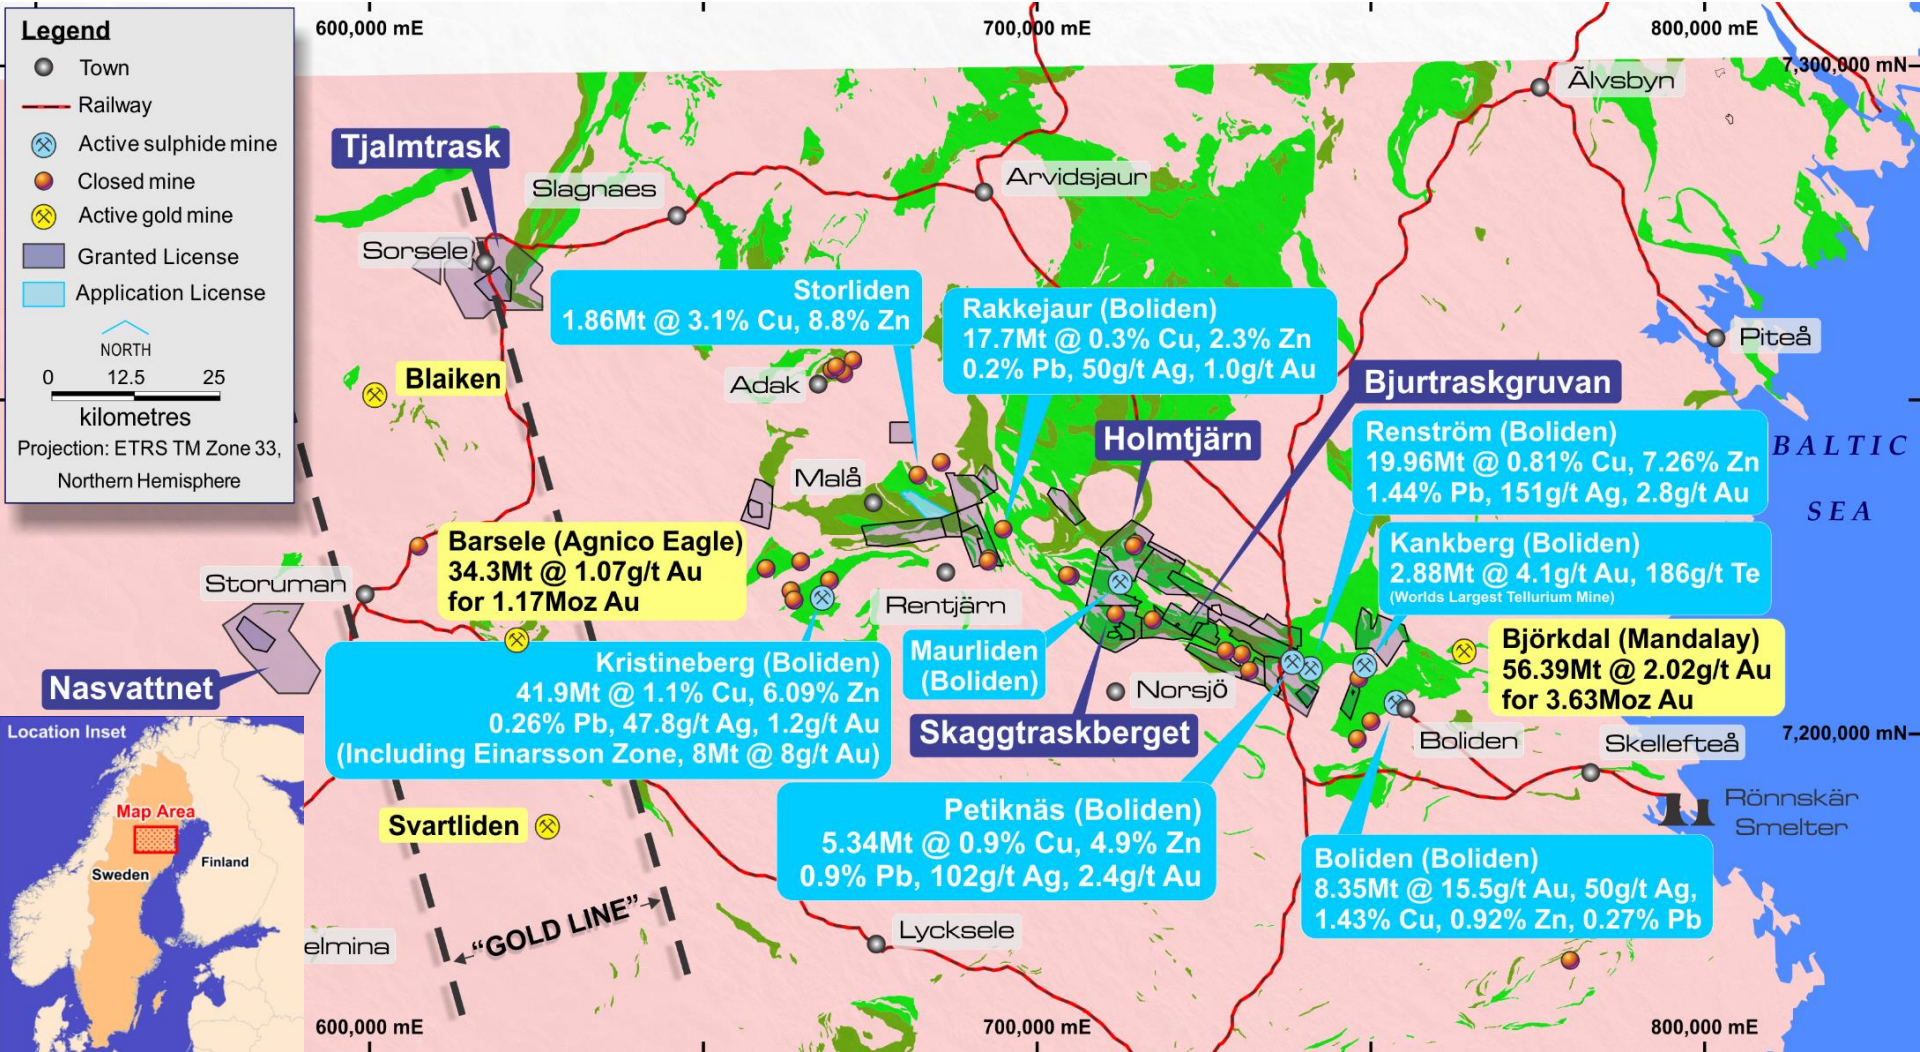 Legend
Town
Railway
Active sulphide mine
Closed mine
Active gold mine
Granted License
Application License
NORTH
0 12.5 25
kilometres
Projection: ETRS TM Zone 33,
Northern Hemisphere
600,000 mE
700,000 mE
800,000 mE
7,300,000 mN
Ãlvsbyn
Tjalmtrask
Slagnaes
Arvidsjaur
Sorsele
Storliden
1.86Mt @ 3.1% Cu, 8.8% Zn
Rakkejaur (Boliden)
17.7Mt @ 0.3% Cu, 2.3% Zn
0.2% Pb, 50g/t Ag, 1.0g/t Au
Piteå
Blaiken
Adak
Bjurtraskgruvan
Holmtjärn
Renström (Boliden)
19.96Mt @ 0.81% Cu, 7.26% Zn
1.44% Pb, 151g/t Ag, 2.8g/t Au
BALTIC
SEA
Malå
Barsele (Agnico Eagle)
34.3Mt @ 1.07g/t Au
for 1.17Moz Au
Kankberg (Boliden)
2.88Mt @ 4.1g/t Au, 186g/t Te
(Worlds Largest Tellurium Mine)
Storuman
Rentjärn
Maurliden
(Boliden)
Björkdal (Mandalay)
56.39Mt @ 2.02g/t Au
for 3.63Moz Au
Nasvattnet
Kristineberg (Boliden)
41.9Mt @ 1.1% Cu, 6.09% Zn
0.26% Pb, 47.8g/t Ag, 1.2g/t Au
(Including Einarsson Zone, 8Mt @ 8g/t Au)
Norsjö
Skaggtraskberget
Boliden
Skellefteå
7,200,000 mN
Location Inset
Map Area
Sweden
Finland
Svartliden
Petiknäs (Boliden)
5.34Mt @ 0.9% Cu, 4.9% Zn
0.9% Pb, 102g/t Ag, 2.4g/t Au
Rönnskär
Smelter
Boliden (Boliden)
8.35Mt @ 15.5g/t Au, 50g/t Ag,
1.43% Cu, 0.92% Zn, 0.27% Pb
"GOLD LINE"
elmina
Lycksele
600,000 mE
700,000 mE
800,000 mE